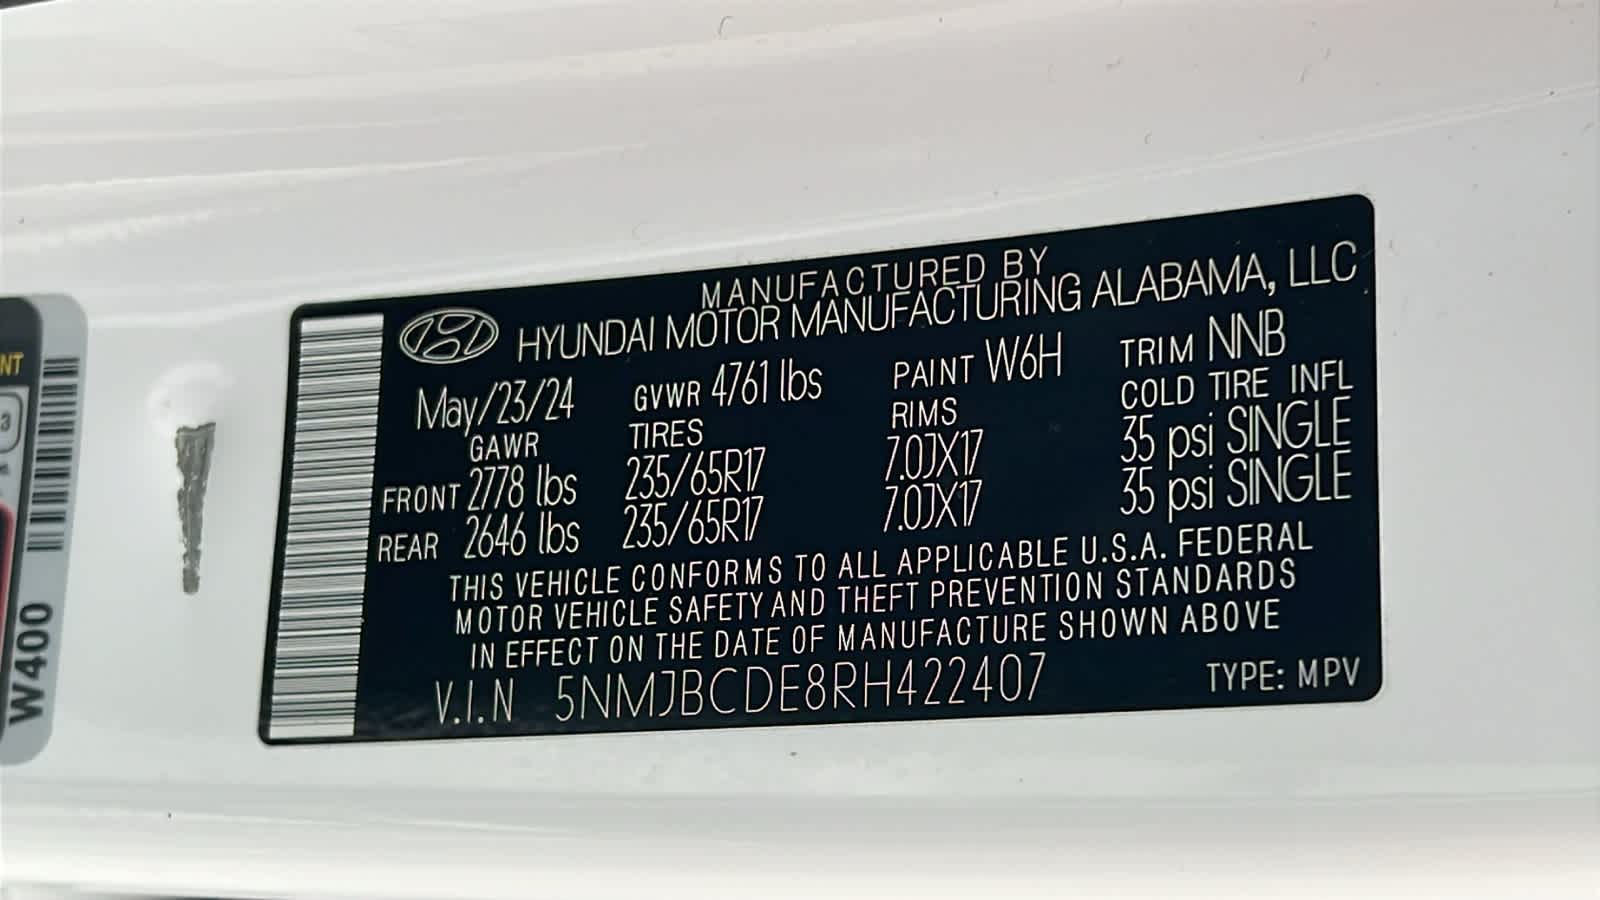 MANUFACTURED BY
HYUNDAI MOTOR MANUFACTURING ALABAMA, LLC
May/23/24 GVWR 4761 lbs PAINT W6H TRIM NNB
GAWR TIRES RIMS COLD TIRE INFL
FRONT 2778 lbs 235/65R17 7.0JX17 35 psi SINGLE
REAR 2646 lbs 235/65R17 7.0JX17 35 psi SINGLE
THIS VEHICLE CONFORMS TO ALL APPLICABLE U.S.A. FEDERAL
MOTOR VEHICLE SAFETY AND THEFT PREVENTION STANDARDS
IN EFFECT ON THE DATE OF MANUFACTURE SHOWN ABOVE
V.I.N 5NMJBCDE8RH422407 TYPE: MPV
W400
NT
3